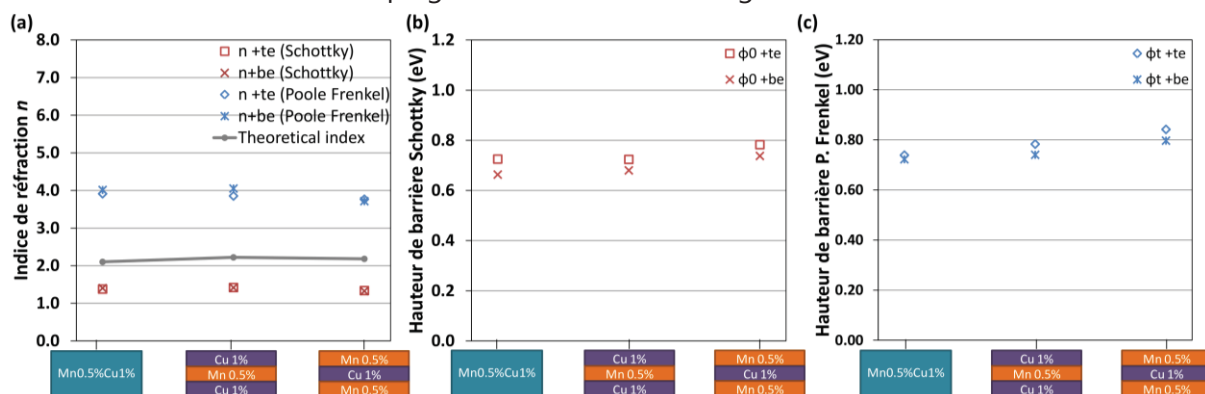 (a)
8.0
7.0
6.0
5.0
4.0
3.0
2.0
1.0
0.0
Indice de réfraction n
n +te (Schottky)
n+be (Schottky)
n +te (Poole Frenkel)
n+be (Poole Frenkel)
Theoretical index
Mn0.5%Cu1%
Cu 1%
Mn 0.5%
Cu 1%
Mn 0.5%
Cu 1%
Mn 0.5%
(b)
1.2
1.0
0.8
0.6
0.4
0.2
0.0
Hauteur de barrière Schottky (eV)
ϕ0 +te
ϕ0 +be
Mn0.5%Cu1%
Cu 1%
Mn 0.5%
Cu 1%
Mn 0.5%
Cu 1%
Mn 0.5%
(c)
1.20
1.00
0.80
0.60
0.40
0.20
0.00
Hauteur de barrière P. Frenkel (eV)
ϕt +te
ϕt +be
Mn0.5%Cu1%
Cu 1%
Mn 0.5%
Cu 1%
Mn 0.5%
Cu 1%
Mn 0.5%